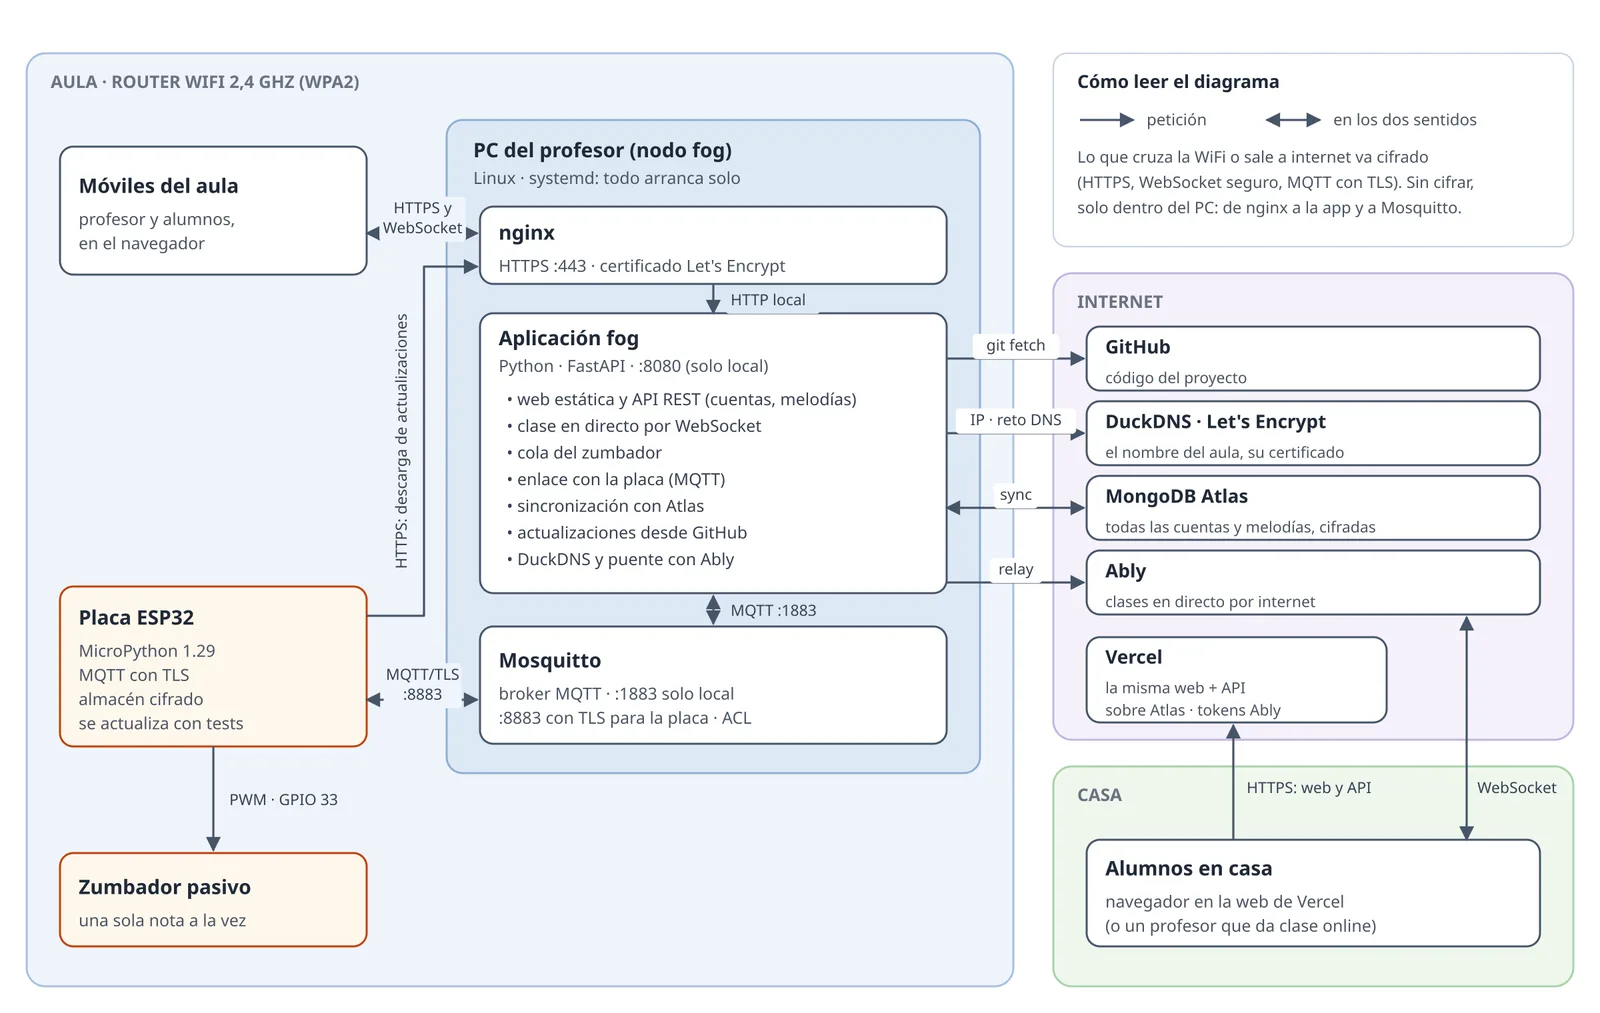 AULA · ROUTER WIFI 2,4 GHZ (WPA2)
Móviles del aula
profesor y alumnos,
en el navegador
HTTPS y
WebSocket
PC del profesor (nodo fog)
Linux · systemd: todo arranca solo
nginx
HTTPS :443 · certificado Let's Encrypt
HTTP local
Aplicación fog
Python · FastAPI · :8080 (solo local)
• web estática y API REST (cuentas, melodías)
• clase en directo por WebSocket
• cola del zumbador
• enlace con la placa (MQTT)
• sincronización con Atlas
• actualizaciones desde GitHub
• DuckDNS y puente con Ably
HTTPS: descarga de actualizaciones
MQTT :1883
Placa ESP32
MicroPython 1.29
MQTT con TLS
almacén cifrado
se actualiza con tests
MQTT/TLS
:8883
Mosquitto
broker MQTT · :1883 solo local
:8883 con TLS para la placa · ACL
PWM · GPIO 33
Zumbador pasivo
una sola nota a la vez
Cómo leer el diagrama
petición
en los dos sentidos
Lo que cruza la WiFi o sale a internet va cifrado
(HTTPS, WebSocket seguro, MQTT con TLS). Sin cifrar,
solo dentro del PC: de nginx a la app y a Mosquitto.
INTERNET
git fetch
GitHub
código del proyecto
IP · reto DNS
DuckDNS · Let's Encrypt
el nombre del aula, su certificado
sync
MongoDB Atlas
todas las cuentas y melodías, cifradas
relay
Ably
clases en directo por internet
Vercel
la misma web + API
sobre Atlas · tokens Ably
CASA
HTTPS: web y API
WebSocket
Alumnos en casa
navegador en la web de Vercel
(o un profesor que da clase online)